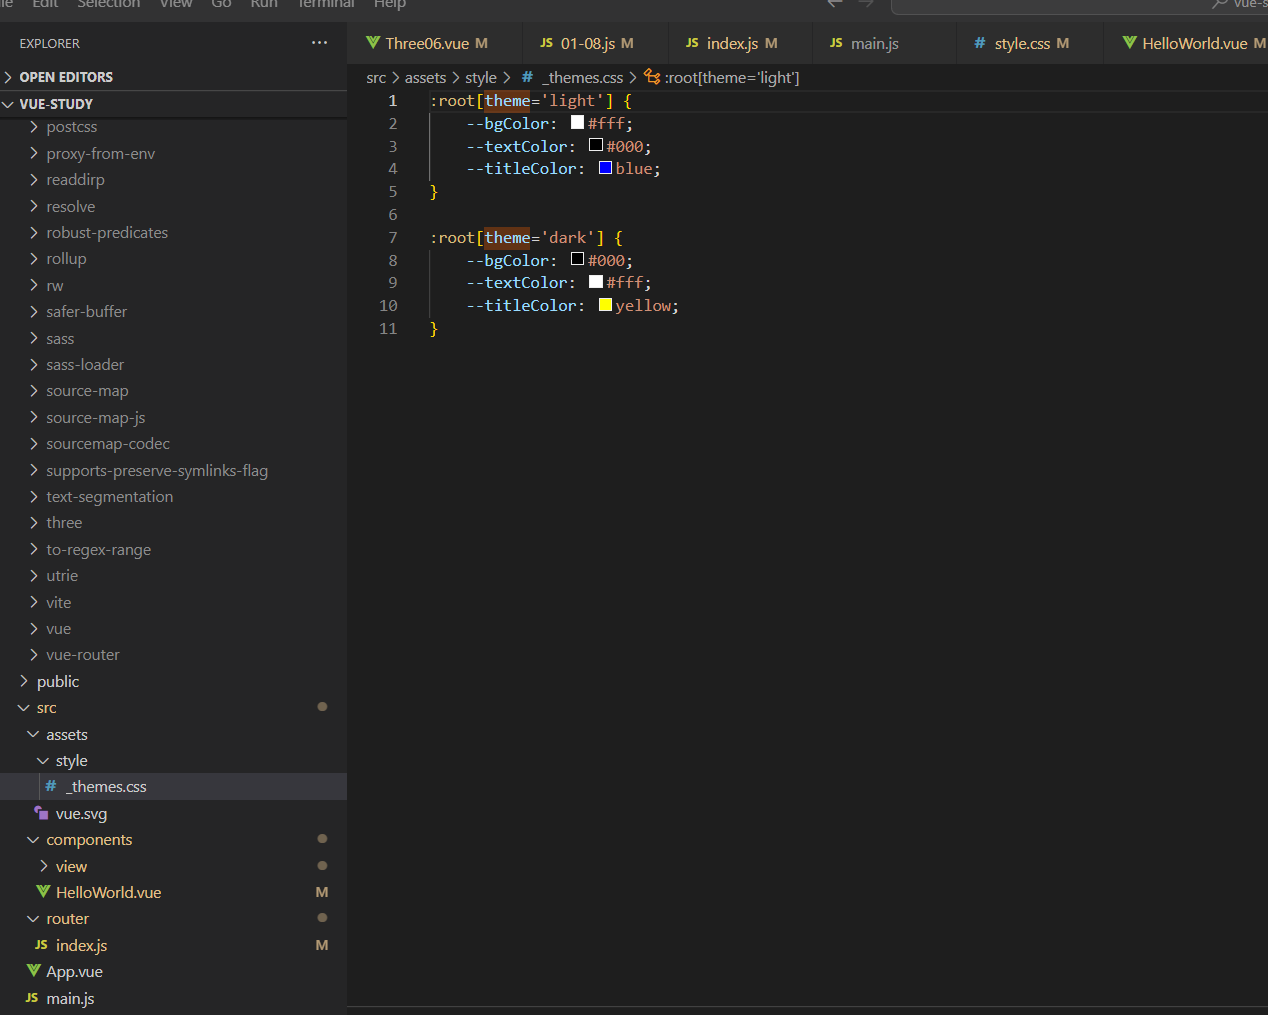 Edit Selection View Go Run Terminal Help
vue-s
EXPLORER ···
Three06.vue M
JS 01-08.js M
JS index.js M
JS main.js
# style.css M
HelloWorld.vue M
OPEN EDITORS
VUE-STUDY
postcss
proxy-from-env
readdirp
resolve
robust-predicates
rollup
rw
safer-buffer
sass
sass-loader
source-map
source-map-js
sourcemap-codec
supports-preserve-symlinks-flag
text-segmentation
three
to-regex-range
utrie
vite
vue
vue-router
public
src
assets
style
# _themes.css
vue.svg
components
view
HelloWorld.vue M
router
JS index.js M
App.vue
JS main.js
src > assets > style > # _themes.css > :root[theme='light']
1 :root[theme='light'] {
2 --bgColor: #fff;
3 --textColor: #000;
4 --titleColor: blue;
5 }
6
7 :root[theme='dark'] {
8 --bgColor: #000;
9 --textColor: #fff;
10 --titleColor: yellow;
11 }